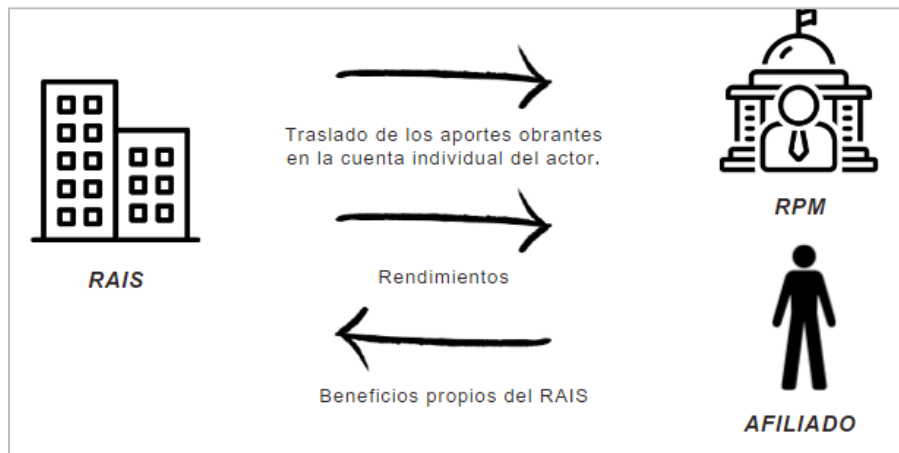 Traslado de los aportes obrantes
en la cuenta individual del actor.
RPM
RAIS
Rendimientos
Beneficios propios del RAIS
AFILIADO